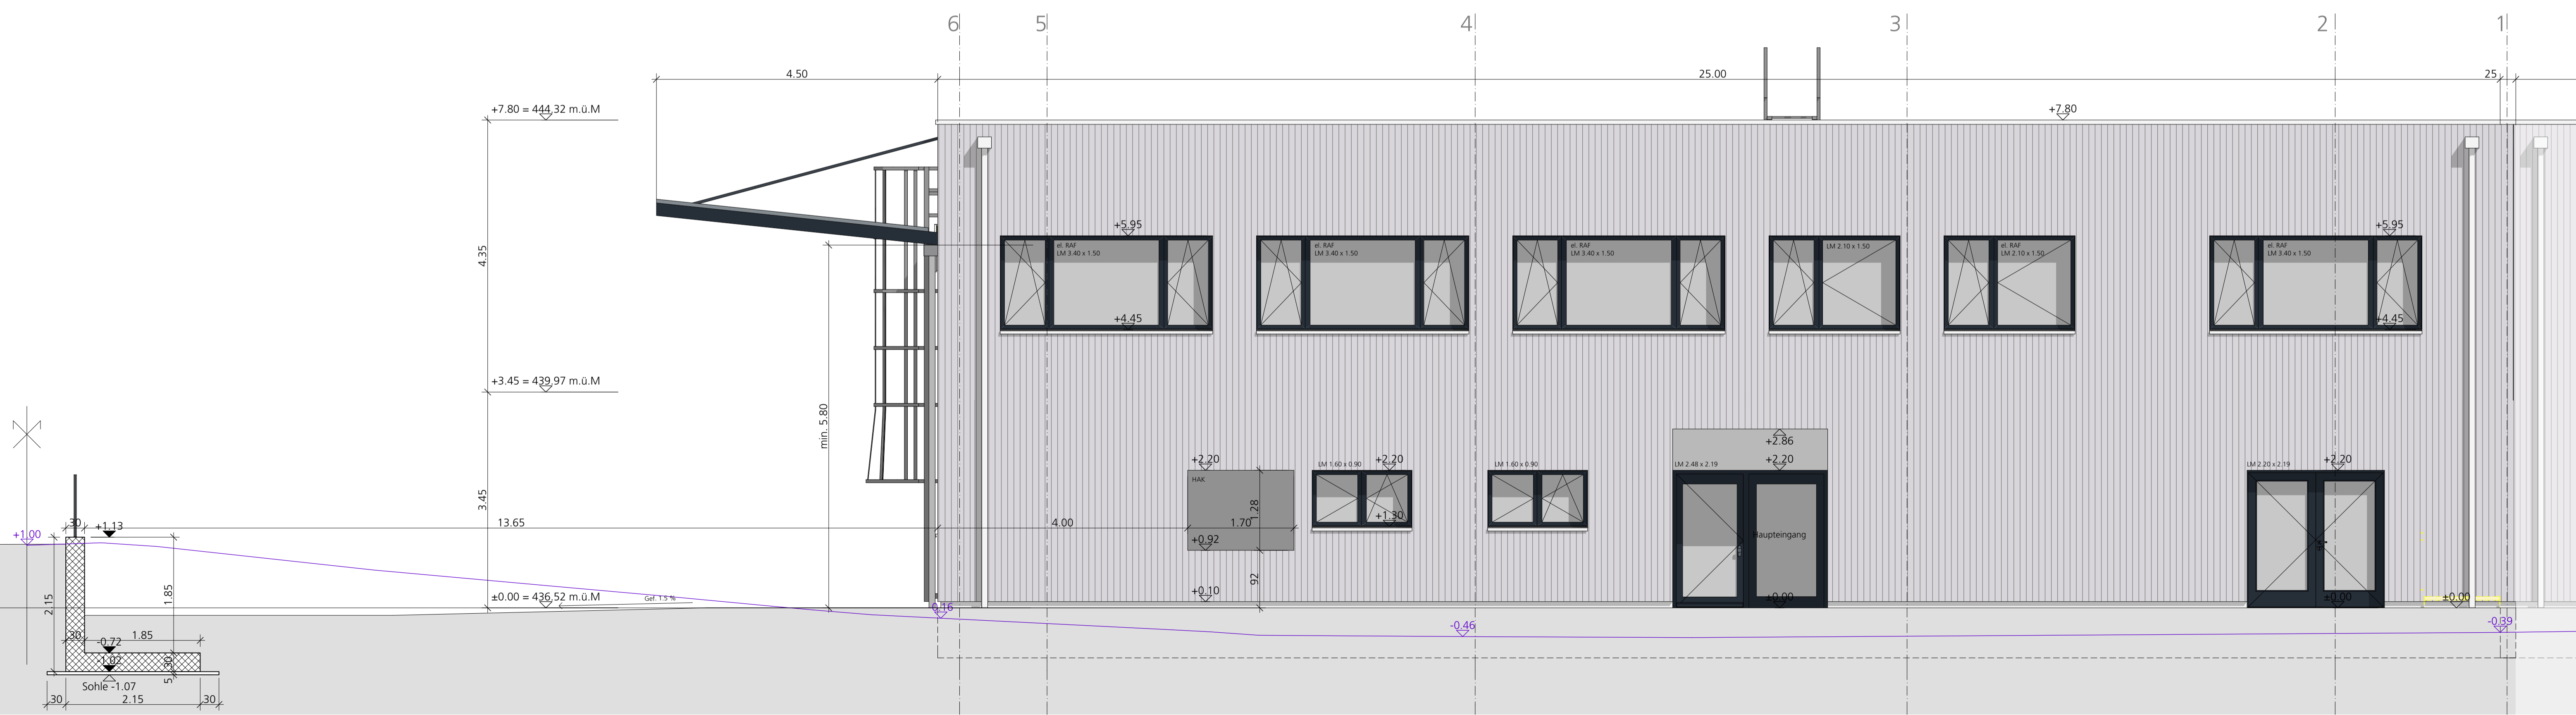 6
5
4
3
2
1
4.50
25.00
25
+7.80 = 444.32 m.ü.M
+7.80
4.35
+5.95
+5.95
el. RAF
LM 3.40 x 1.50
el. RAF
LM 3.40 x 1.50
el. RAF
LM 3.40 x 1.50
LM 2.10 x 1.50
el. RAF
LM 2.10 x 1.50
el. RAF
LM 3.40 x 1.50
+4.45
+4.45
+3.45 = 439.97 m.ü.M
min. 5.80
3.45
+2.86
+2.20
LM 1.60 x 0.90
+2.20
LM 1.60 x 0.90
LM 2.48 x 2.19
+2.20
LM 2.20 x 2.19
+2.20
HAK
1.28
+1.30
30
+1.13
13.65
4.00
1.70
+1.00
Haupteingang
+0.92
92
+0.10
2.15
1.85
±0.00 = 436.52 m.ü.M
Gef. 1.5 %
±0.00
±0.00
±0.00
0.16
-0.46
-0.39
30
1.85
-0.72
-1.02
30
5
Sohle -1.07
30
2.15
30